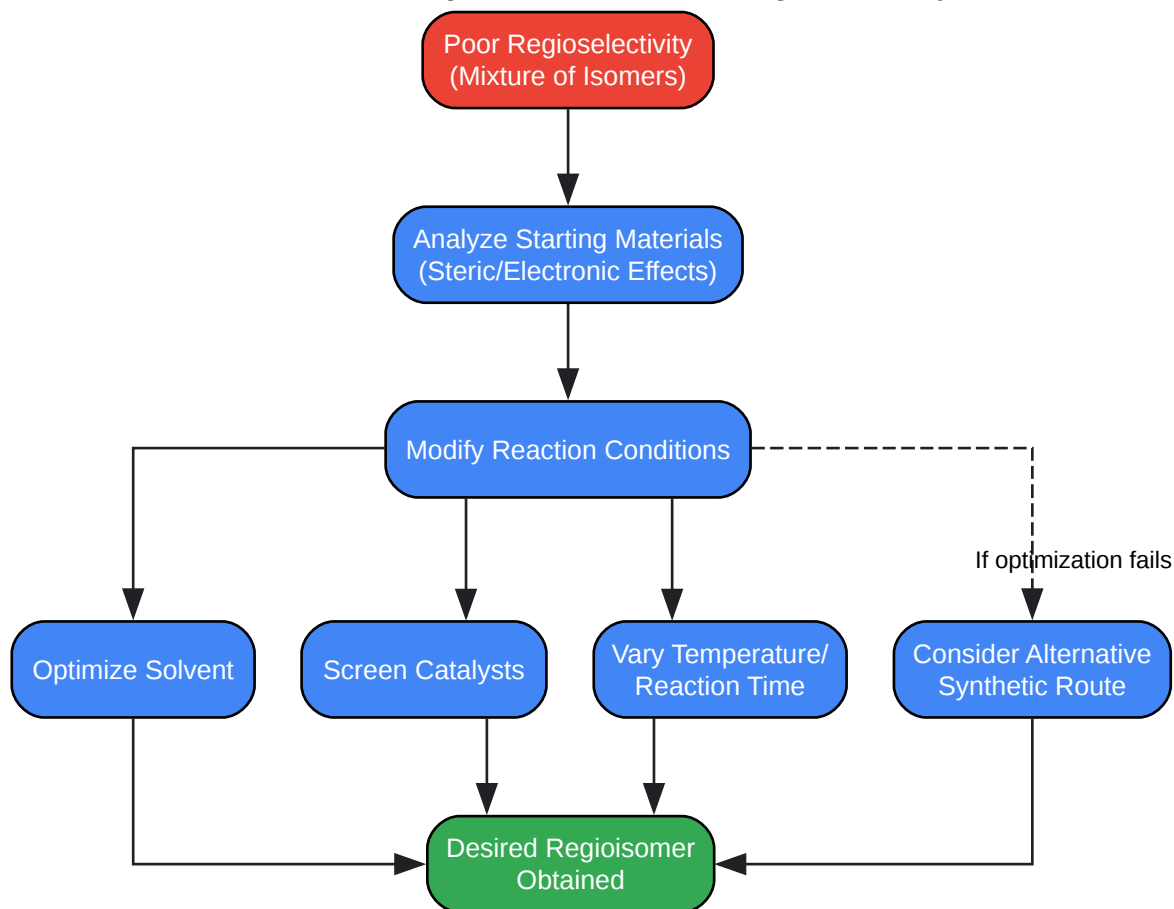 Poor Regioselectivity
(Mixture of Isomers)
Analyze Starting Materials
(Steric/Electronic Effects)
Modify Reaction Conditions
If optimization fails
Optimize Solvent
Screen Catalysts
Vary Temperature/
Reaction Time
Consider Alternative
Synthetic Route
Desired Regioisomer
Obtained